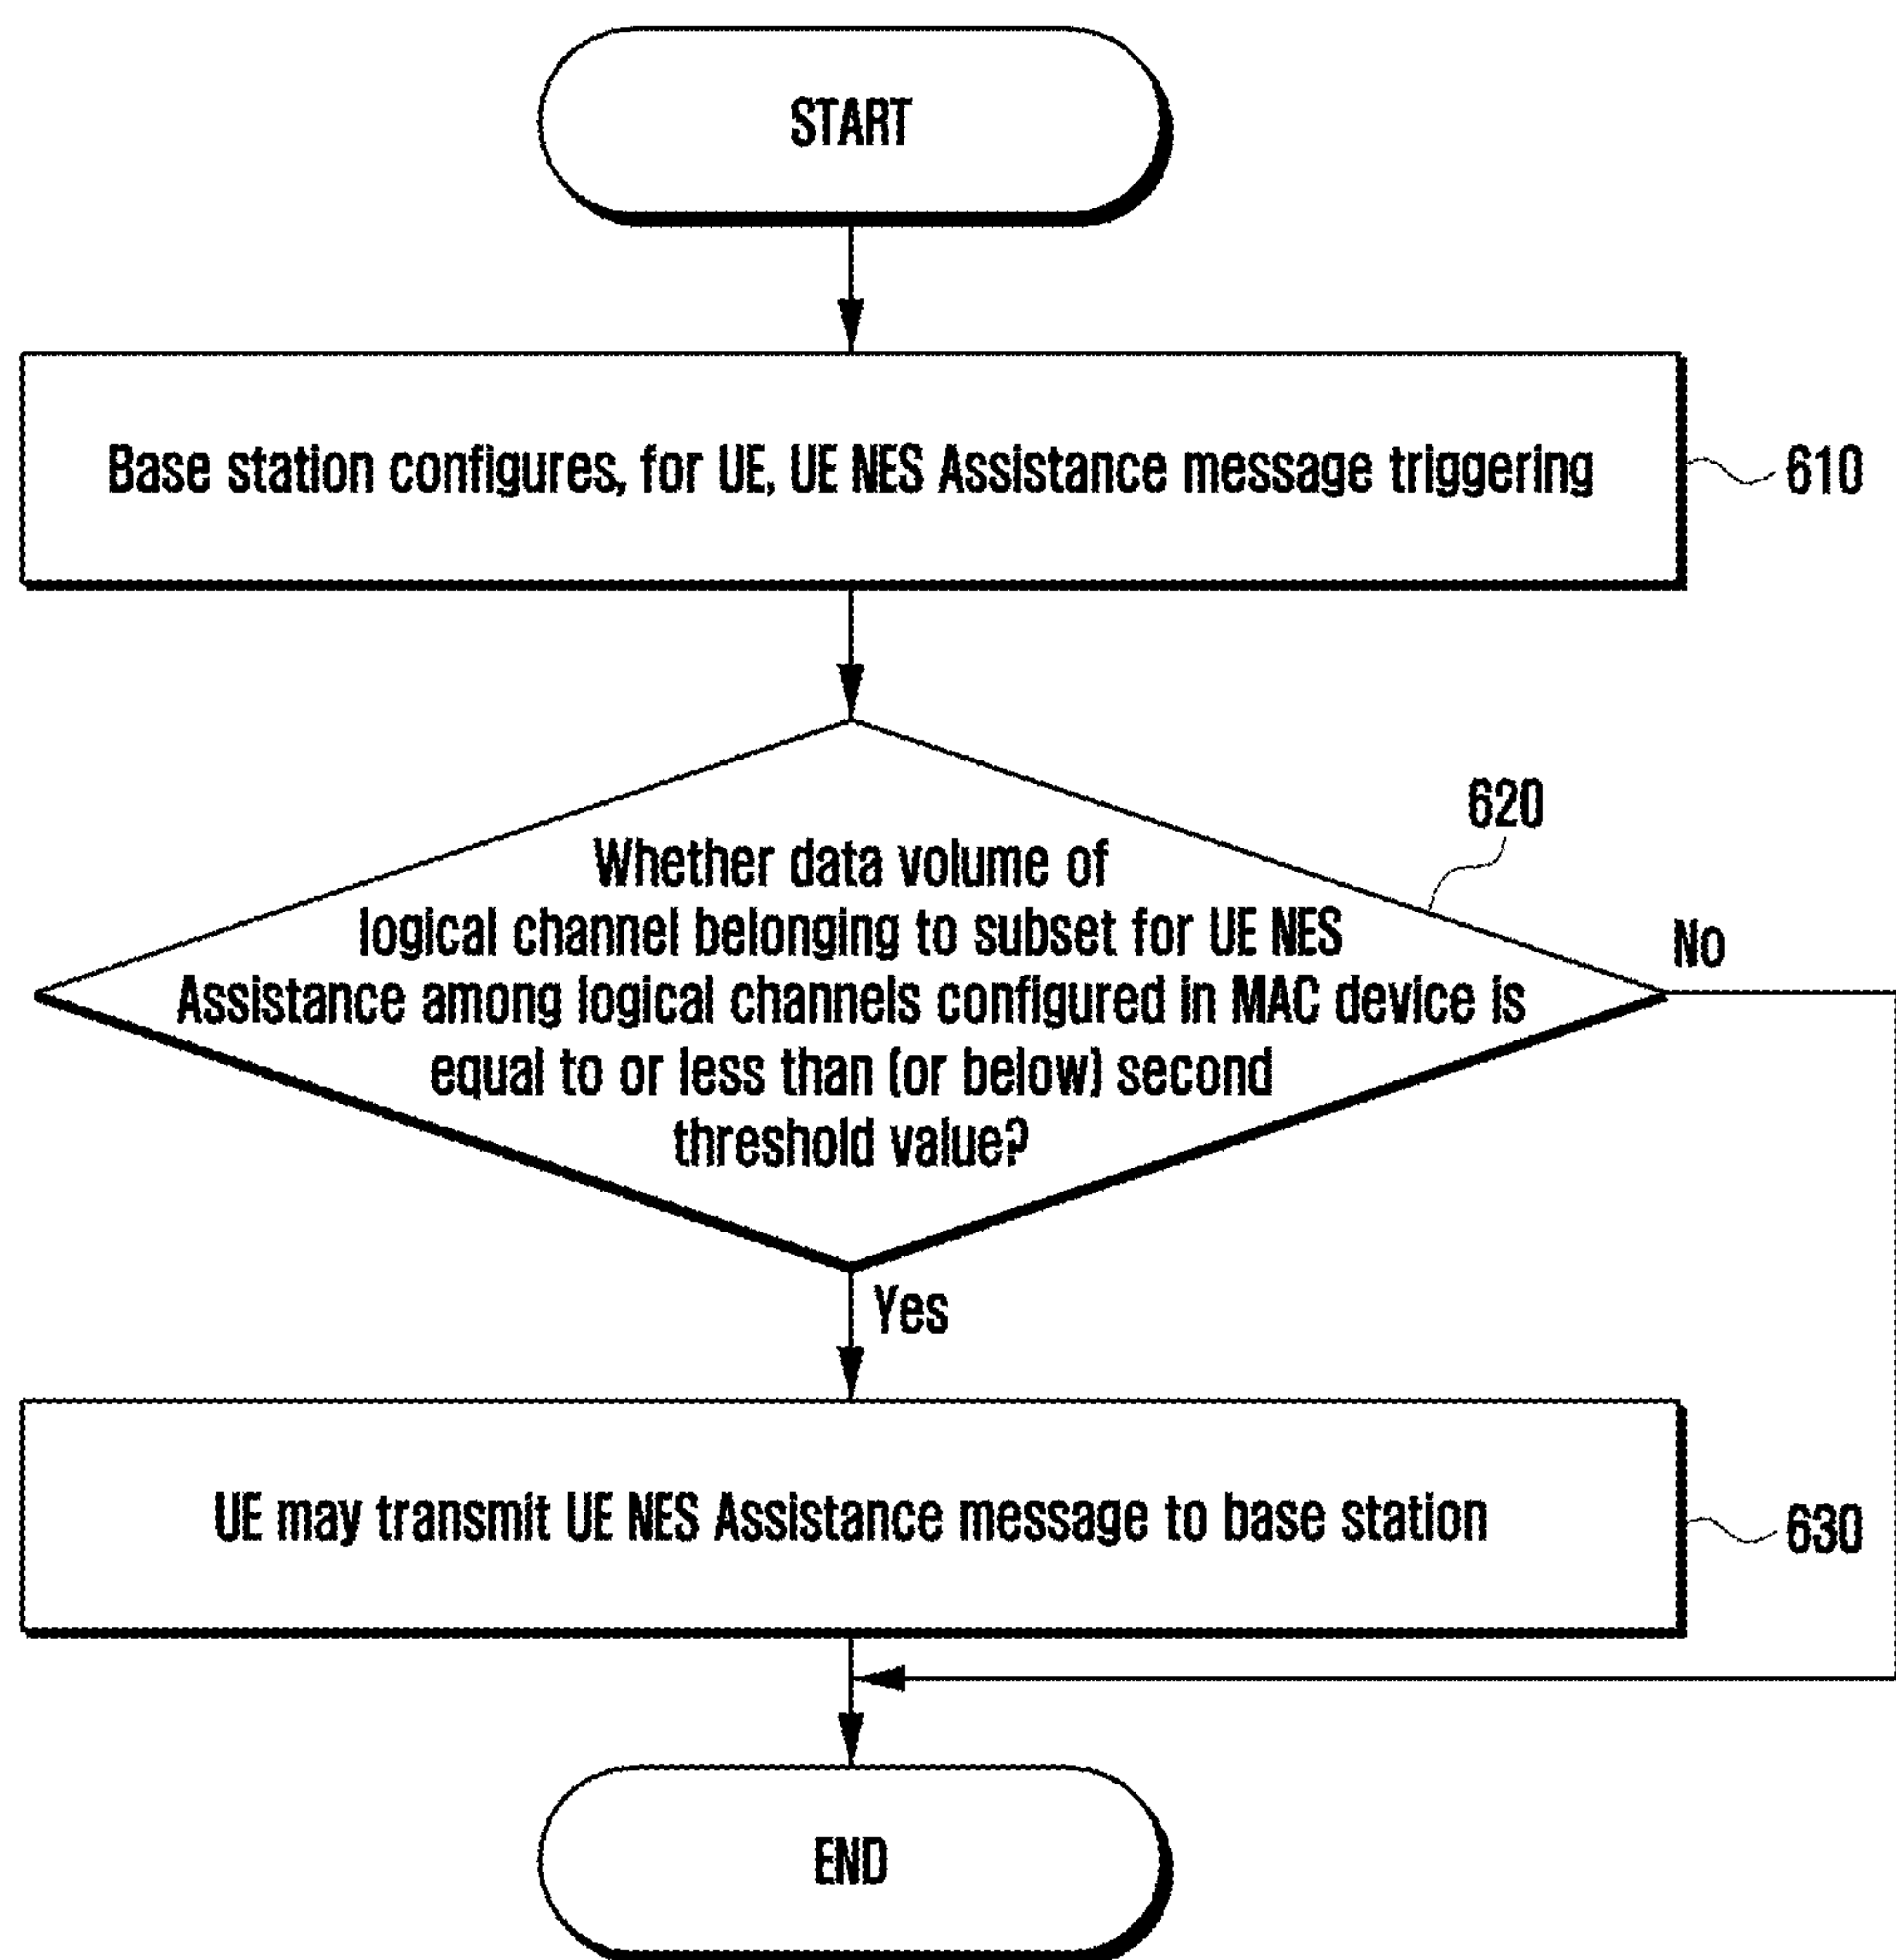 START
Base station configures, for UE, UE NES Assistance message triggering
610
620
Whether data volume of
logical channel belonging to subset for UE NES
Assistance among logical channels configured in MAC device is
equal to or less than (or below) second
threshold value?
No
Yes
UE may transmit UE NES Assistance message to base station
630
END